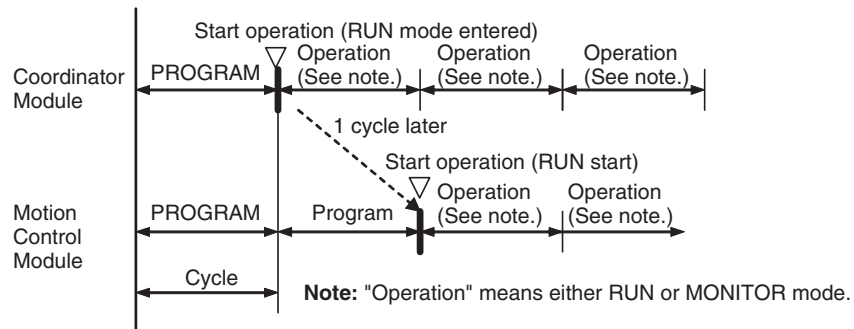 Start operation (RUN mode entered)
Coordinator
Module
PROGRAM
Operation
(See note.)
Operation
(See note.)
Operation
(See note.)
1 cycle later
Start operation (RUN start)
Motion
Control
Module
PROGRAM
Program
Operation
(See note.)
Operation
(See note.)
Cycle
Note: "Operation" means either RUN or MONITOR mode.